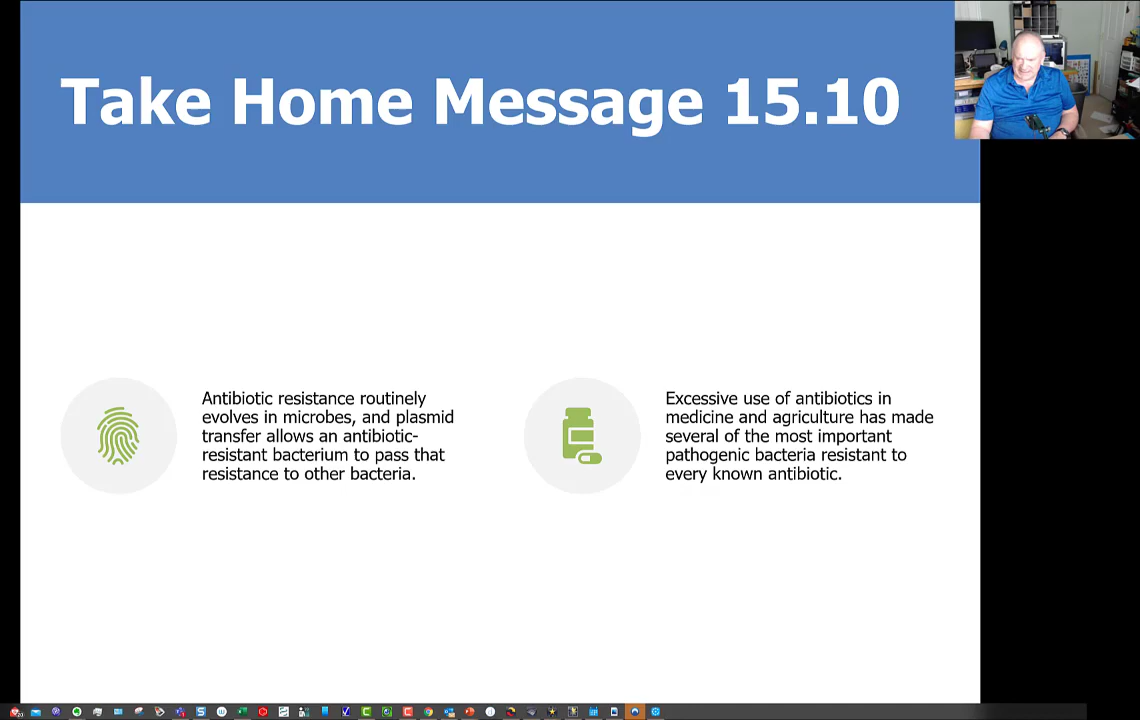 Take Home Message 15.10
Antibiotic resistance routinely
evolves in microbes, and plasmid
transfer allows an antibiotic-
resistant bacterium to pass that
resistance to other bacteria.
Excessive use of antibiotics in
medicine and agriculture has made
several of the most important
pathogenic bacteria resistant to
every known antibiotic.